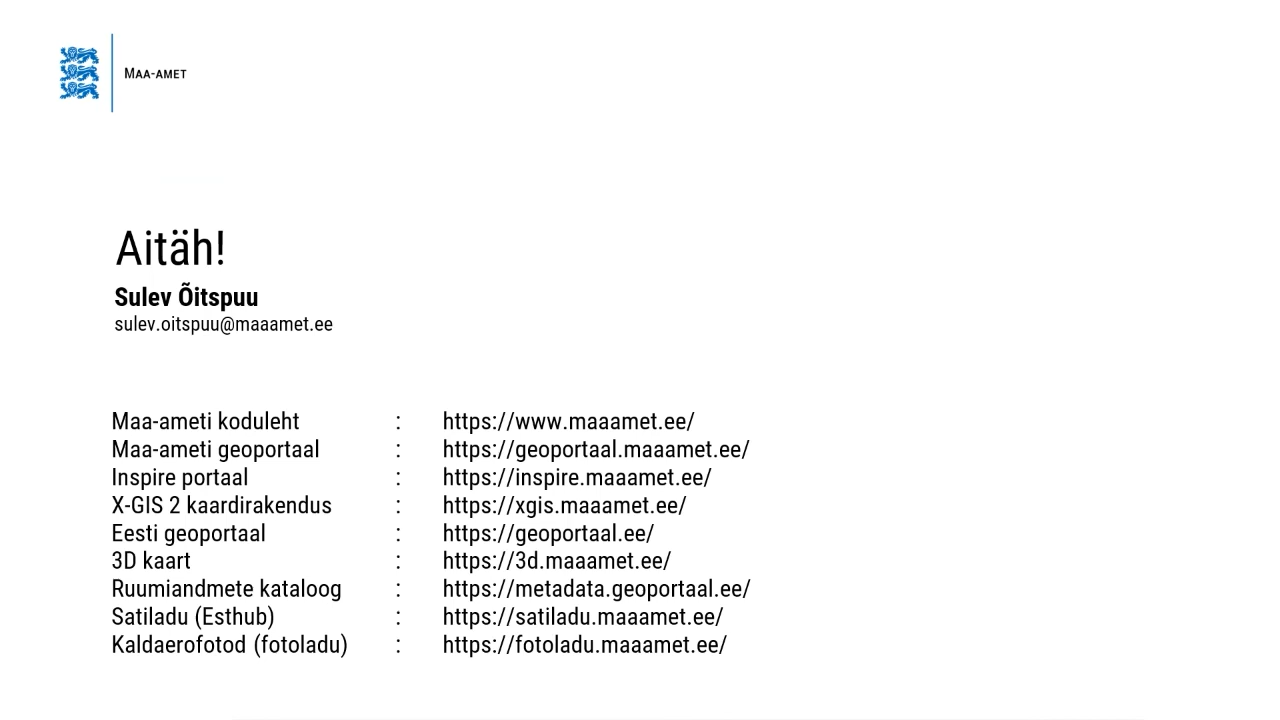 MAA-AMET
Aitäh!
Sulev Õitspuu
sulev.oitspuu@maaamet.ee
Maa-ameti koduleht : https://www.maaamet.ee/
Maa-ameti geoportaal : https://geoportaal.maaamet.ee/
Inspire portaal : https://inspire.maaamet.ee/
X-GIS 2 kaardirakendus : https://xgis.maaamet.ee/
Eesti geoportaal : https://geoportaal.ee/
3D kaart : https://3d.maaamet.ee/
Ruumiandmete kataloog : https://metadata.geoportaal.ee/
Satiladu (Esthub) : https://satiladu.maaamet.ee/
Kaldaerofotod (fotoladu) : https://fotoladu.maaamet.ee/